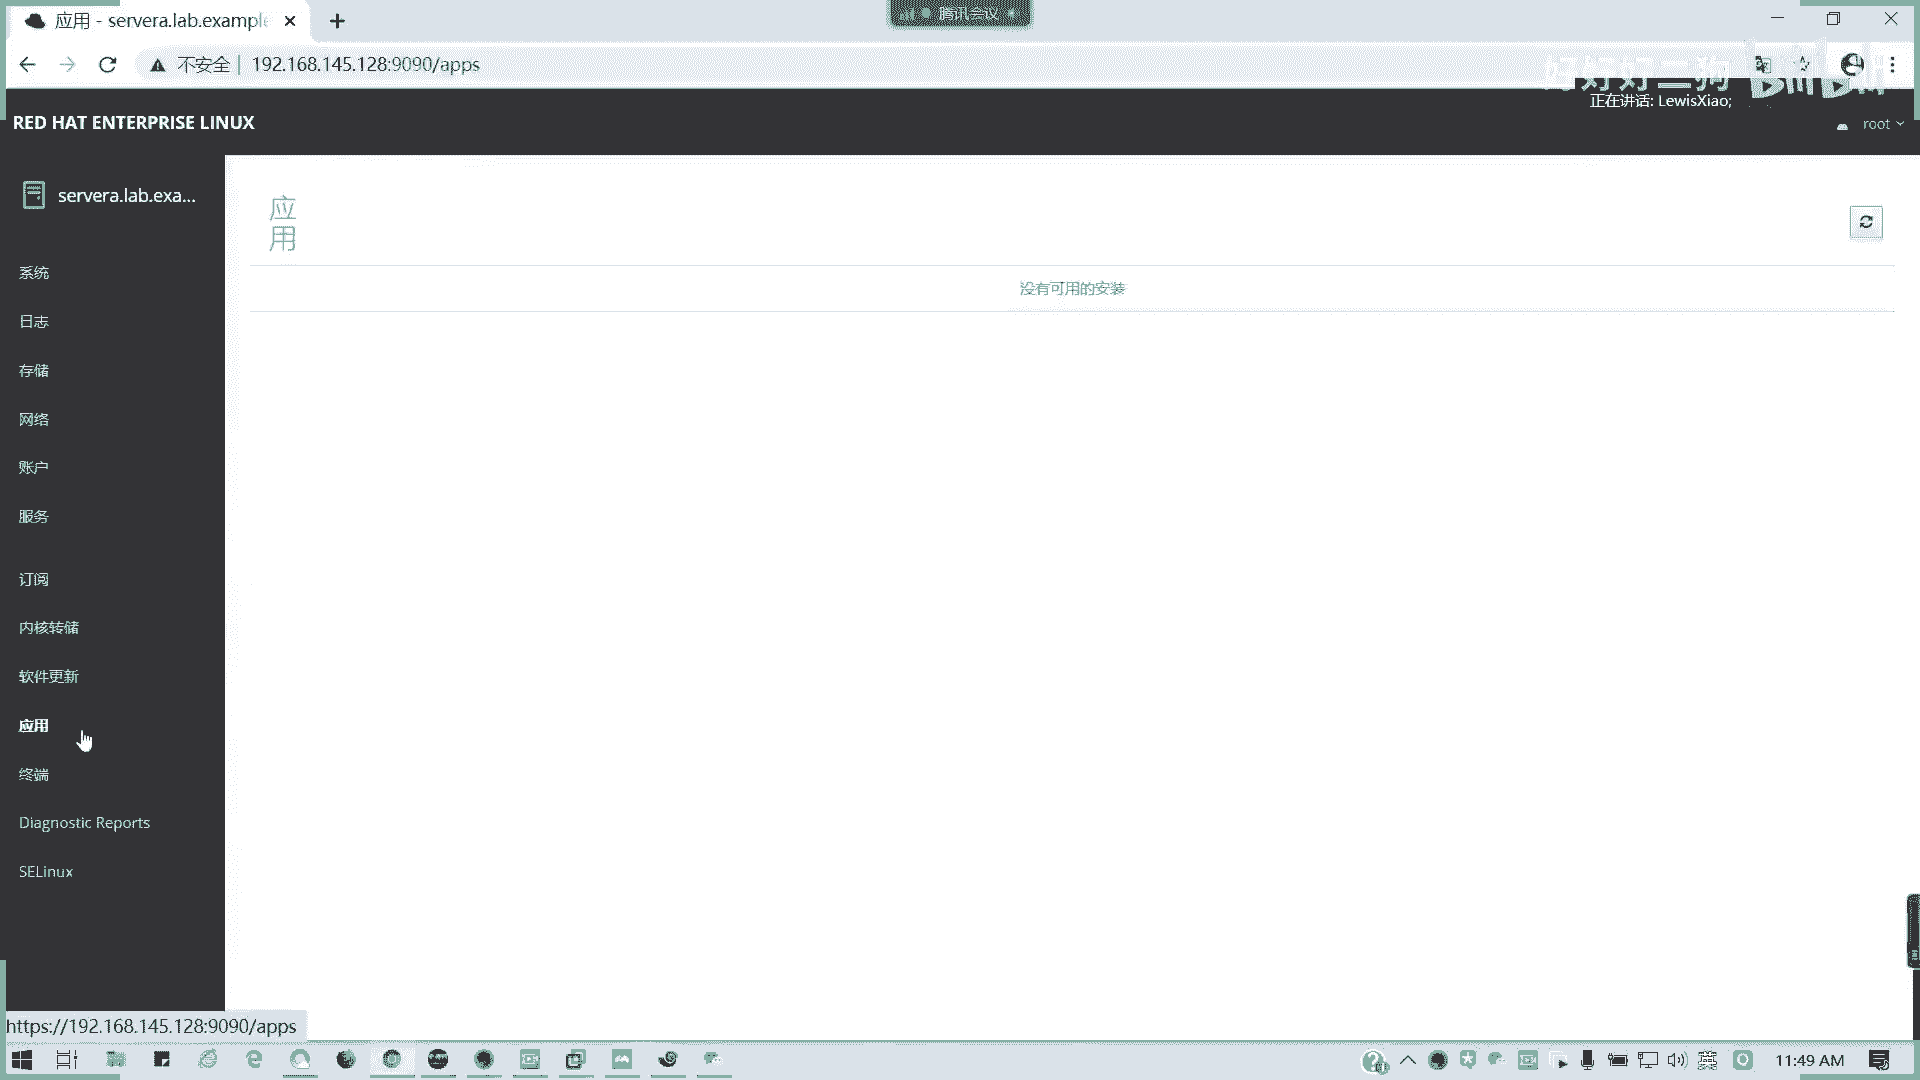 应用 - servera.lab.example
腾讯会议
不安全 | 192.168.145.128:9090/apps
好好好二狗
bilibili
正在讲话: LewisXiao;
RED HAT ENTERPRISE LINUX
root
servera.lab.exa...
应
用
没有可用的安装
系统
日志
存储
网络
账户
服务
订阅
内核转储
软件更新
应用
终端
Diagnostic Reports
SELinux
https://192.168.145.128:9090/apps
英
11:49 AM